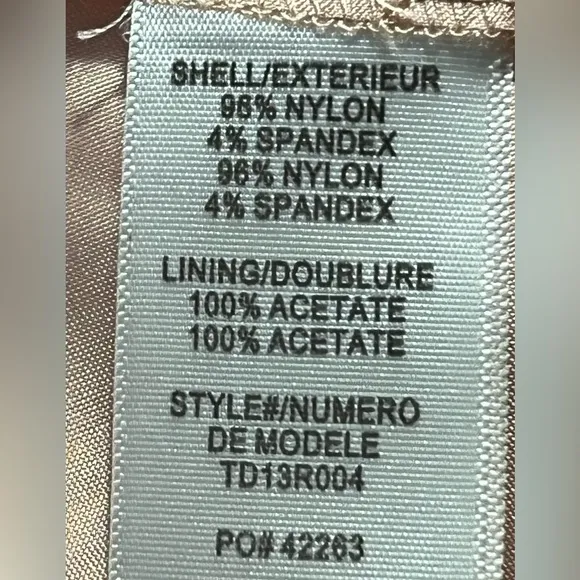 SHELL/EXTERIEUR
96% NYLON
4% SPANDEX
96% NYLON
4% SPANDEX
LINING/DOUBLURE
100% ACETATE
100% ACETATE
STYLE#/NUMERO
DE MODELE
TD13R004
PO# 42263